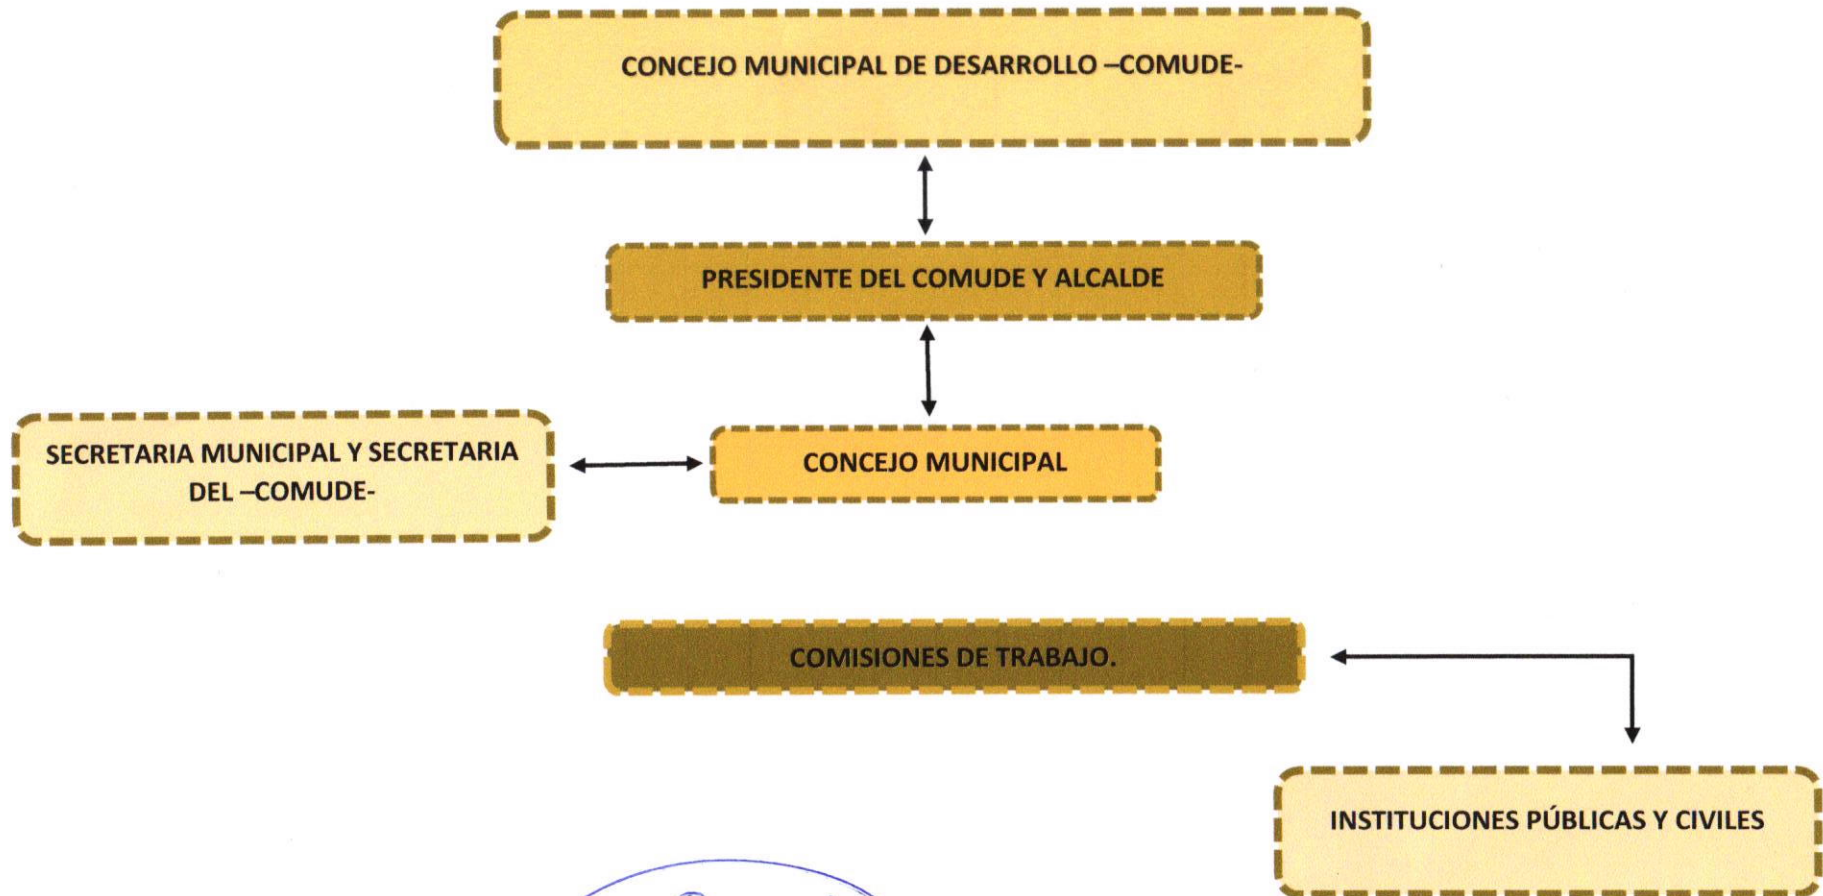 CONCEJO MUNICIPAL DE DESARROLLO –COMUDE-
PRESIDENTE DEL COMUDE Y ALCALDE
SECRETARIA MUNICIPAL Y SECRETARIA
DEL –COMUDE-
CONCEJO MUNICIPAL
COMISIONES DE TRABAJO.
INSTITUCIONES PÚBLICAS Y CIVILES